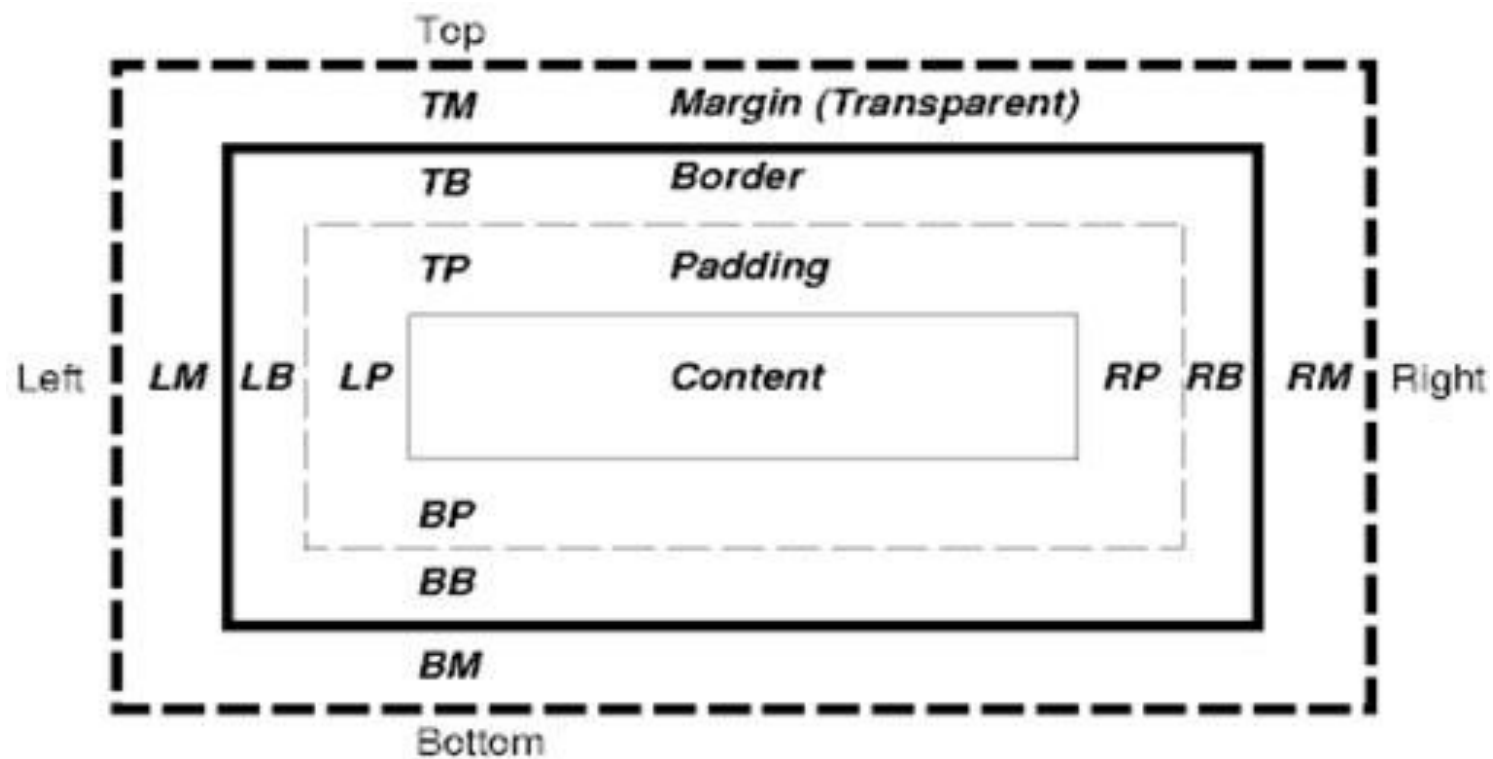 Top
TM Margin (Transparent)
TB Border
TP Padding
Left LM LB LP Content RP RB RM Right
BP
BB
BM
Bottom